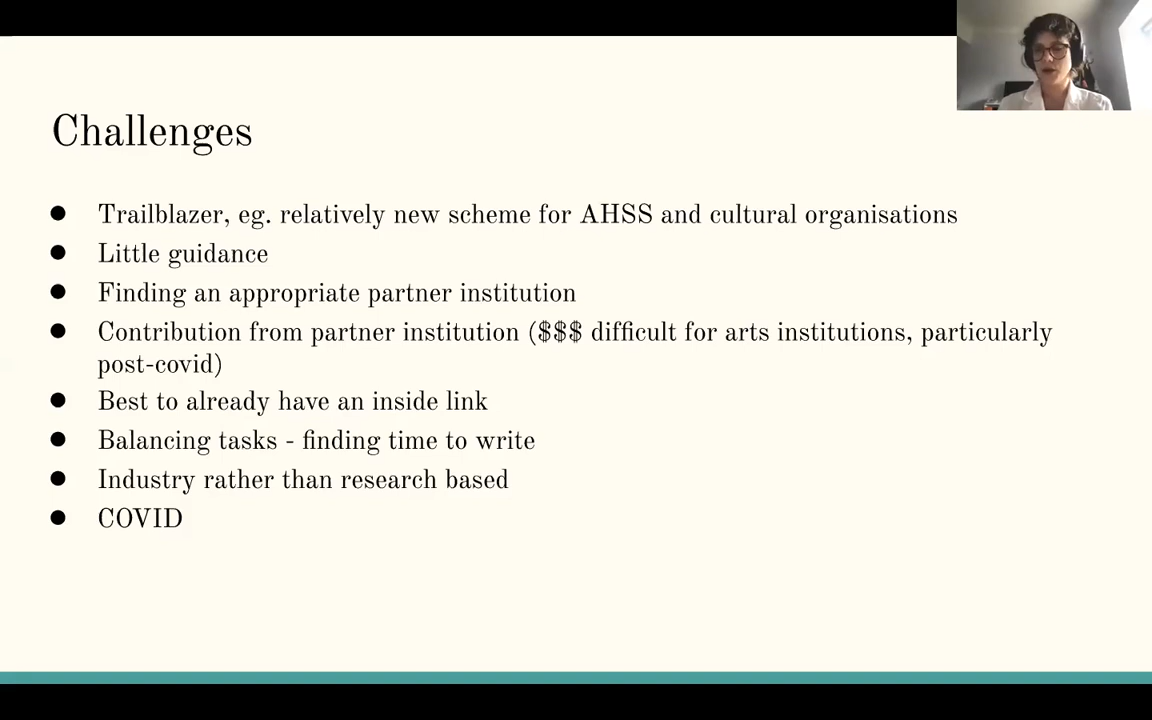 Challenges
● Trailblazer, eg. relatively new scheme for AHSS and cultural organisations
● Little guidance
● Finding an appropriate partner institution
● Contribution from partner institution ($$$ difficult for arts institutions, particularly
post-covid)
● Best to already have an inside link
● Balancing tasks - finding time to write
● Industry rather than research based
● COVID